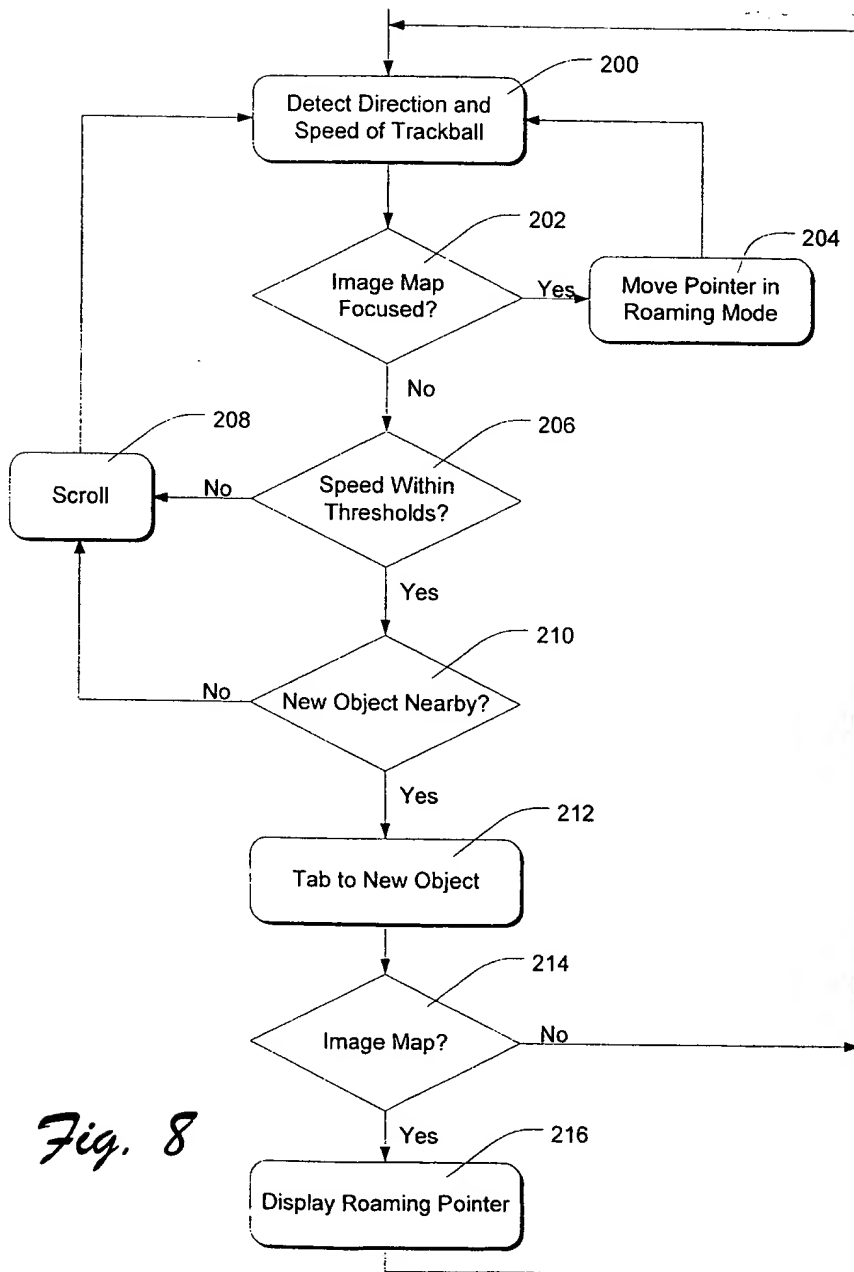 200
Detect Direction and
Speed of Trackball
202
Image Map
Focused?
Yes
204
Move Pointer in
Roaming Mode
No
208
Scroll
No
206
Speed Within
Thresholds?
Yes
210
No
New Object Nearby?
Yes
212
Tab to New Object
214
Image Map?
No
Fig. 8
Yes
216
Display Roaming Pointer